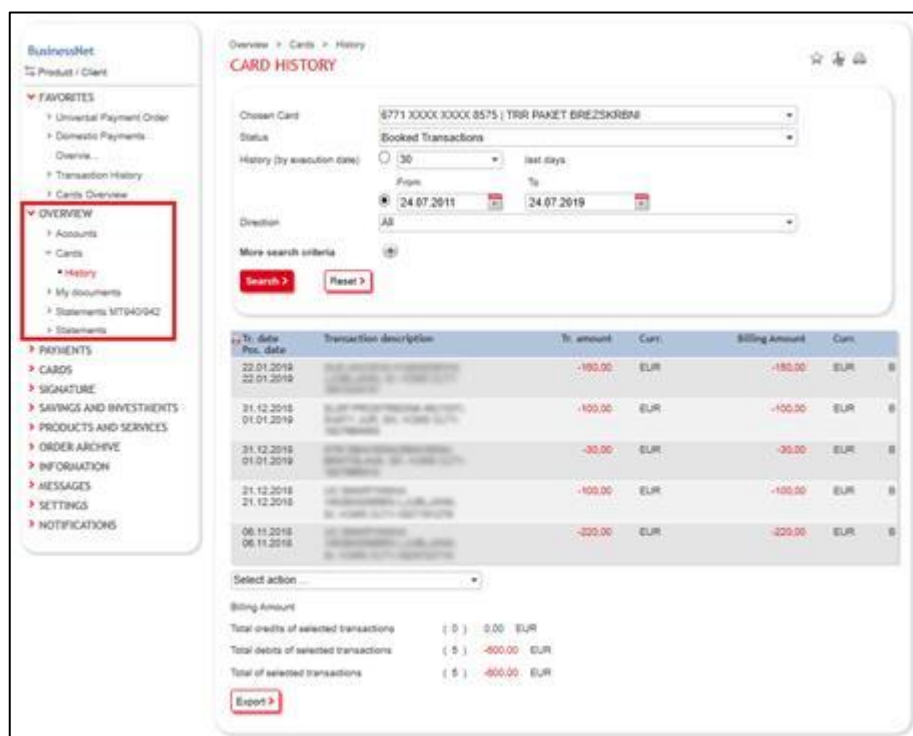 BusinessNet
Product / Client
FAVORITES
Universal Payment Order
Domestic Payments
Overvie...
Transaction History
Cards Overview
OVERVIEW
Accounts
Cards
History
My documents
Statements MT940/942
Statements
PAYMENTS
CARDS
SIGNATURE
SAVINGS AND INVESTMENTS
PRODUCTS AND SERVICES
ORDER ARCHIVE
INFORMATION
MESSAGES
SETTINGS
NOTIFICATIONS
Overview > Cards > History
CARD HISTORY
Chosen Card 6771 XXXX XXXX 8575 | TRR PAKET BREZSKRBNI
Status Booked Transactions
History (by execution date) 30 last days
From To
24.07.2011 24.07.2019
Direction All
More search criteria
Search > Reset >
Tr. date Transaction description Tr. amount Curr. Billing Amount Curr.
Pos. date
22.01.2019 EUR EUR B
22.01.2019
31.12.2018 -100,00 EUR -100,00 EUR B
01.01.2019
31.12.2018 -30,00 EUR -30,00 EUR B
01.01.2019
21.12.2018 -100,00 EUR -100,00 EUR B
21.12.2018
06.11.2018 -220,00 EUR -220,00 EUR B
06.11.2018
Select action ...
Billing Amount
Total credits of selected transactions ( 0 ) 0,00 EUR
Total debits of selected transactions ( 5 ) -600,00 EUR
Total of selected transactions ( 5 ) -600,00 EUR
Export >